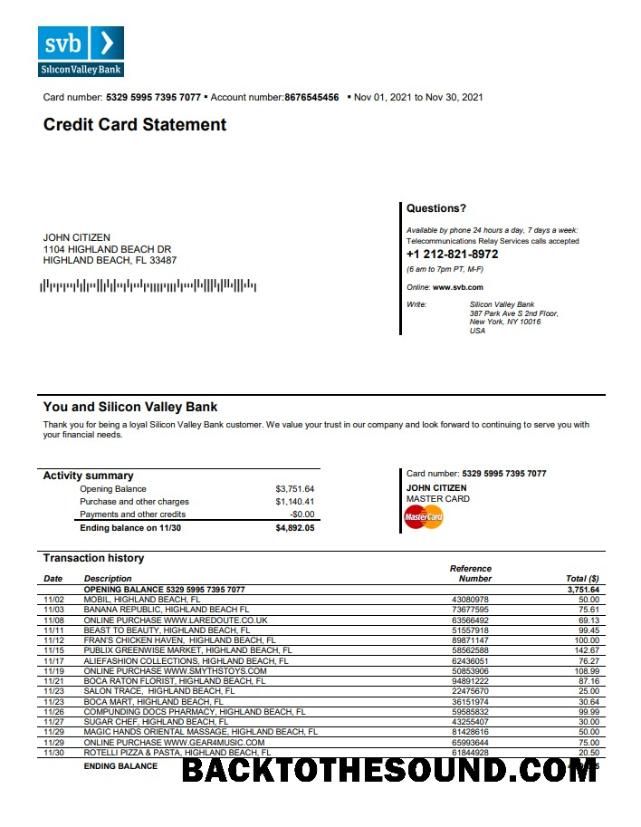 svb
Silicon Valley Bank
Card number: 5329 5995 7395 7077 ▪ Account number:8676545456 ▪ Nov 01, 2021 to Nov 30, 2021
Credit Card Statement
Questions?
Available by phone 24 hours a day, 7 days a week:
Telecommunications Relay Services calls accepted
+1 212-821-8972
(6 am to 7pm PT, M-F)
Online: www.svb.com
Write: Silicon Valley Bank
387 Park Ave S 2nd Floor,
New York, NY 10016
USA
JOHN CITIZEN
1104 HIGHLAND BEACH DR
HIGHLAND BEACH, FL 33487
You and Silicon Valley Bank
Thank you for being a loyal Silicon Valley Bank customer. We value your trust in our company and look forward to continuing to serve you with
your financial needs.
Activity summary
Opening Balance $3,751.64
Purchase and other charges $1,140.41
Payments and other credits -$0.00
Ending balance on 11/30 $4,892.05
Card number: 5329 5995 7395 7077
JOHN CITIZEN
MASTER CARD
MasterCard
Transaction history
Date Description Reference Number Total ($)
OPENING BALANCE 5329 5995 7395 7077 3,751.64
11/02 MOBIL, HIGHLAND BEACH, FL 43080978 50.00
11/03 BANANA REPUBLIC, HIGHLAND BEACH FL 73677595 75.61
11/08 ONLINE PURCHASE WWW.LAREDOUTE.CO.UK 63566492 69.13
11/11 BEAST TO BEAUTY, HIGHLAND BEACH, FL 51557918 99.45
11/12 FRAN'S CHICKEN HAVEN, HIGHLAND BEACH, FL 89871147 100.00
11/15 PUBLIX GREENWISE MARKET, HIGHLAND BEACH, FL 58562588 142.67
11/17 ALIEFASHION COLLECTIONS, HIGHLAND BEACH, FL 62436051 76.27
11/19 ONLINE PURCHASE WWW.SMYTHSTOYS.COM 50853906 108.99
11/21 BOCA RATON FLORIST, HIGHLAND BEACH, FL 94891222 87.16
11/23 SALON TRACE, HIGHLAND BEACH, FL 22475670 25.00
11/23 BOCA MART, HIGHLAND BEACH, FL 36151974 30.64
11/26 COMPUNDING DOCS PHARMACY, HIGHLAND BEACH, FL 59585832 99.99
11/27 SUGAR CHEF, HIGHLAND BEACH, FL 43255407 30.00
11/29 MAGIC HANDS ORIENTAL MASSAGE, HIGHLAND BEACH, FL 81428616 50.00
11/29 ONLINE PURCHASE WWW.GEAR4MUSIC.COM 65993644 75.00
11/30 ROTELLI PIZZA & PASTA, HIGHLAND BEACH, FL 61844928 20.50
ENDING BALANCE
BACKTOTHESOUND.COM